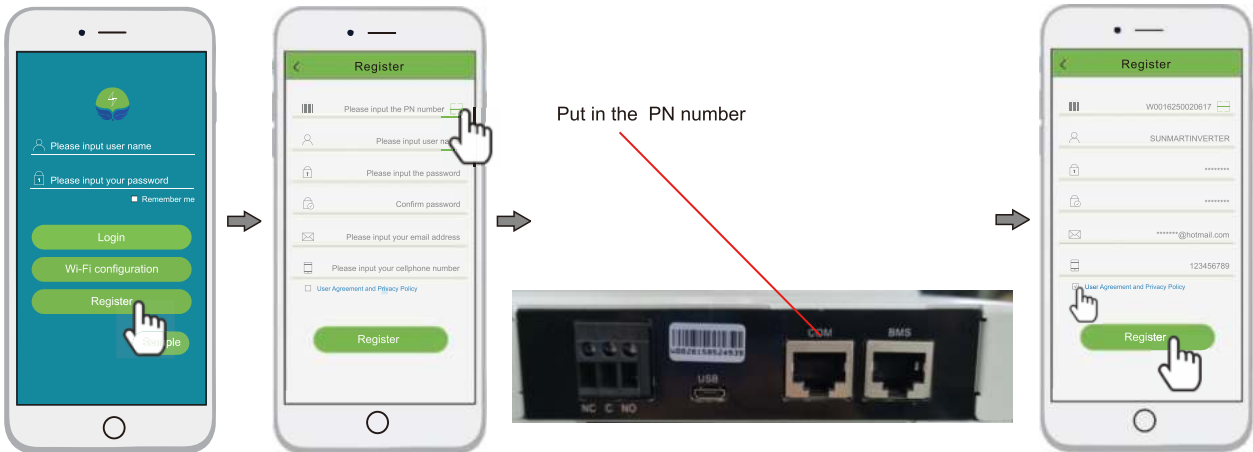 Please input user name
Please input your password
Remember me
Login
Wi-Fi configuration
Register
Register
Please input the PN number
Please input user
Please input the password
Confirm password
Please input your email address
Please input your cellphone number
User Agreement and Privacy Policy
Register
Put in the PN number
COM
BMS
USB
NC C NO
Register
W0016250020617
SUNMARTINVERTER
********
********
*******@hotmail.com
123456789
User Agreement and Privacy Policy
Register